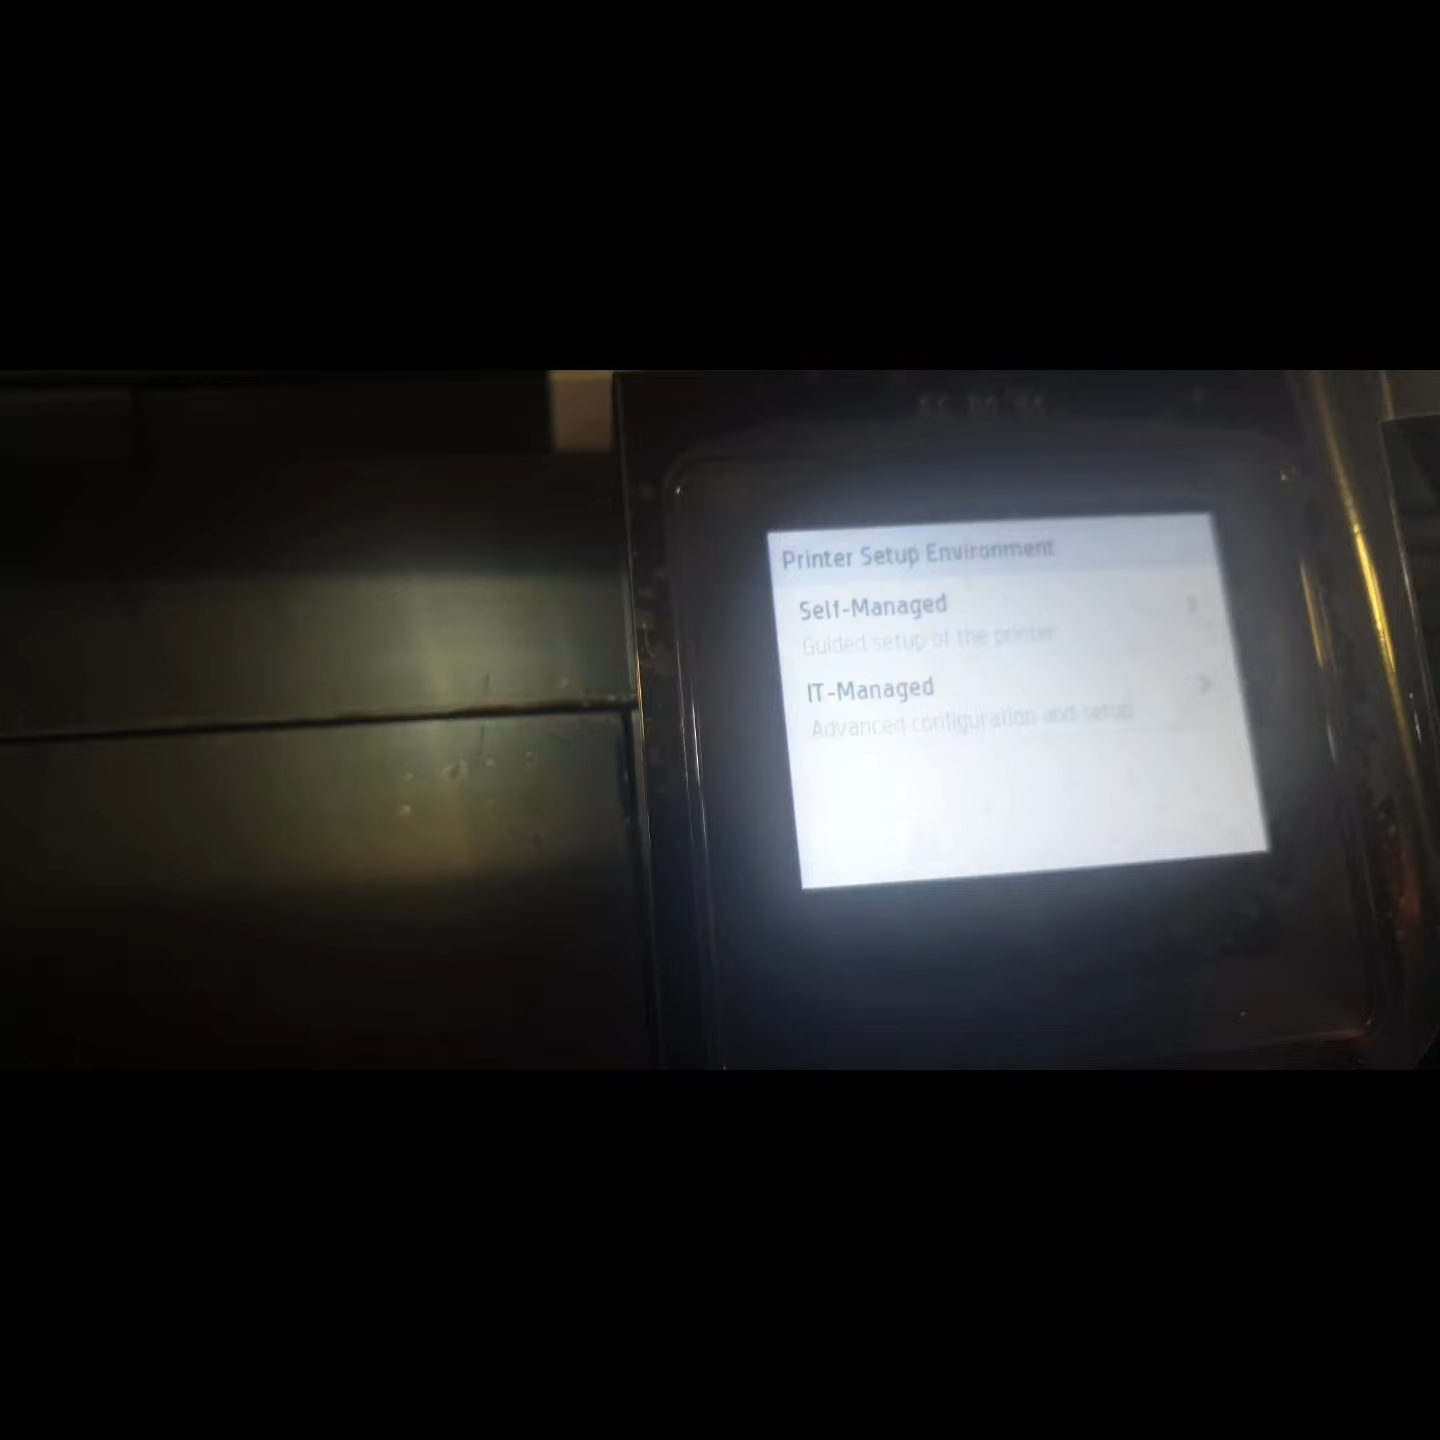 Printer Setup Environment
Self-Managed
Guided setup of the printer
IT-Managed
Advanced configuration and setup